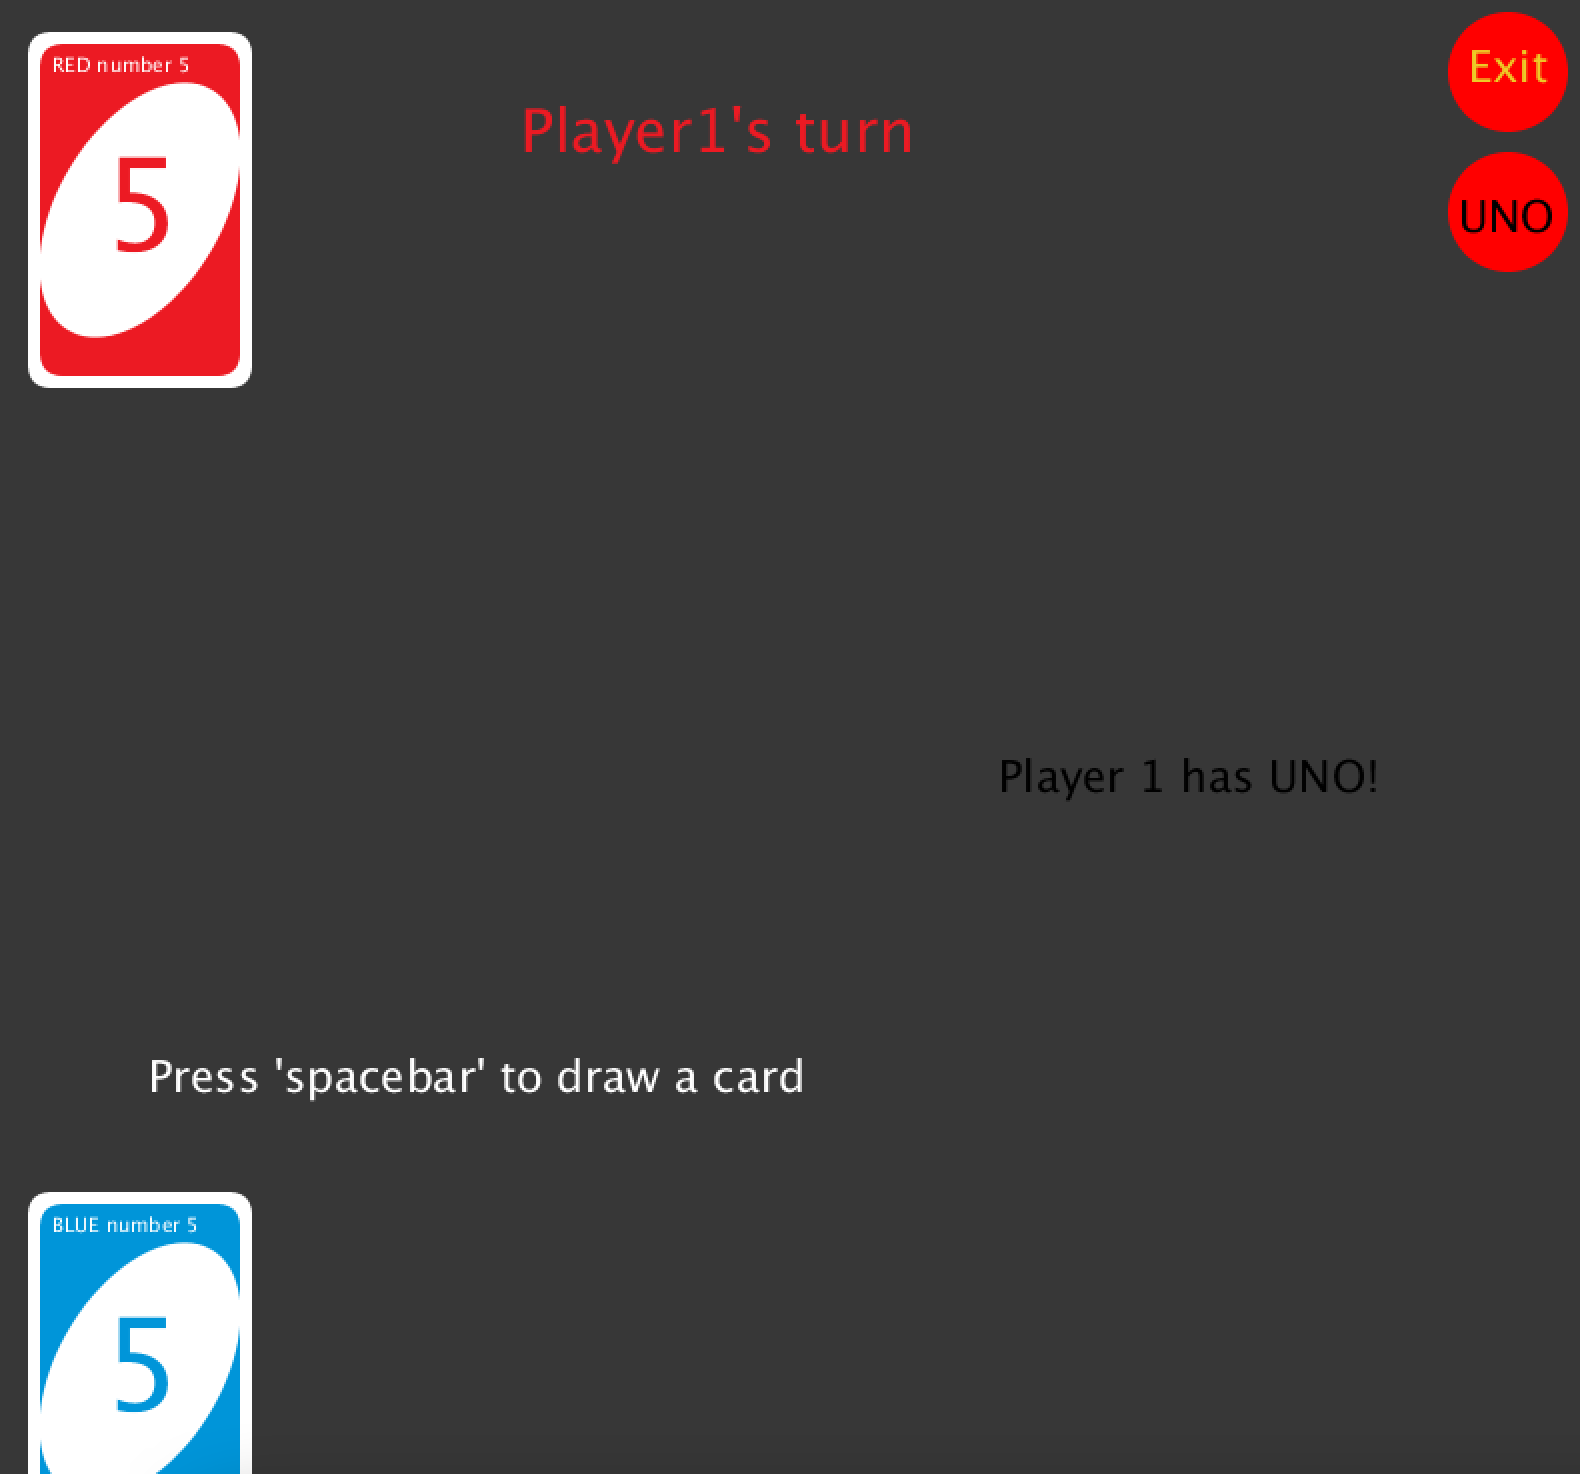 RED number 5
5
Player1's turn
Exit
UNO
Player 1 has UNO!
Press 'spacebar' to draw a card
BLUE number 5
5